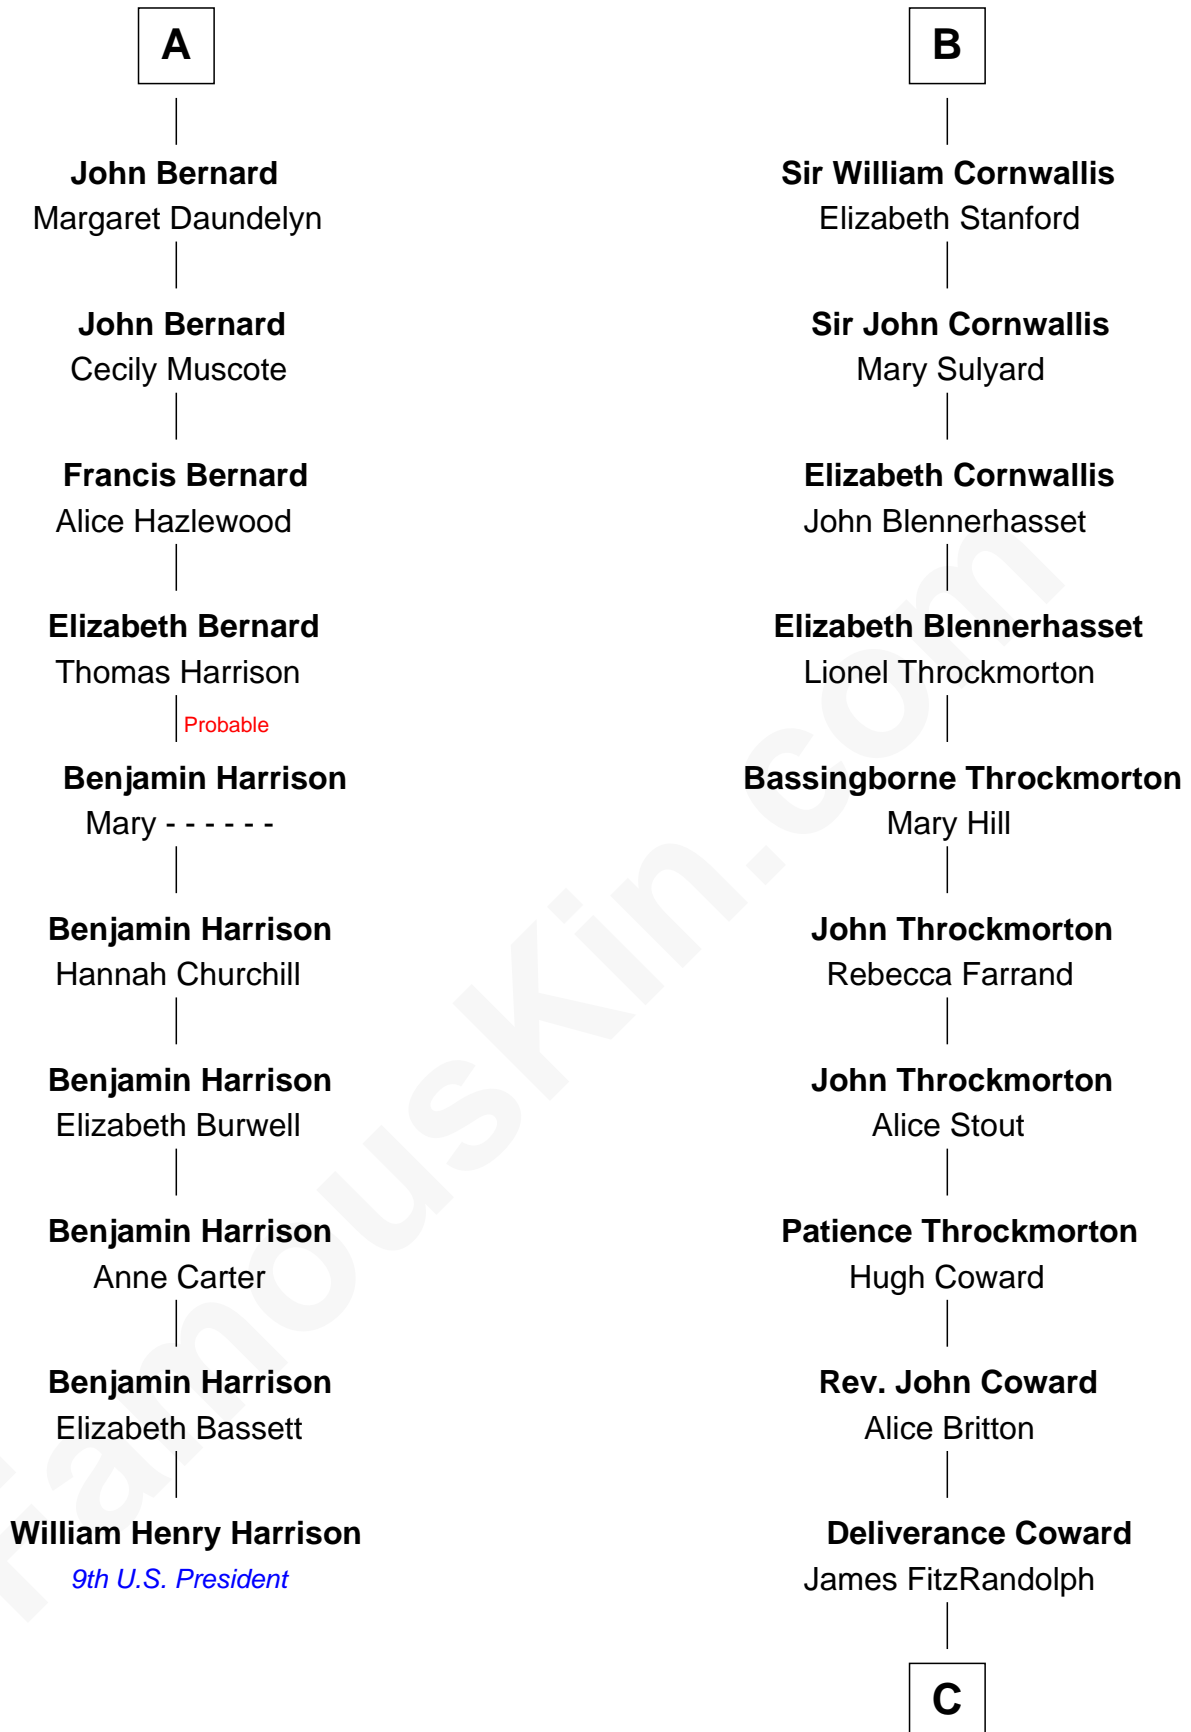 A
John Bernard
Margaret Daundelyn
John Bernard
Cecily Muscote
Francis Bernard
Alice Hazlewood
Elizabeth Bernard
Thomas Harrison
Probable
Benjamin Harrison
Mary - - - - - -
Benjamin Harrison
Hannah Churchill
Benjamin Harrison
Elizabeth Burwell
Benjamin Harrison
Anne Carter
Benjamin Harrison
Elizabeth Bassett
William Henry Harrison
9th U.S. President
B
Sir William Cornwallis
Elizabeth Stanford
Sir John Cornwallis
Mary Sulyard
Elizabeth Cornwallis
John Blennerhasset
Elizabeth Blennerhasset
Lionel Throckmorton
Bassingborne Throckmorton
Mary Hill
John Throckmorton
Rebecca Farrand
John Throckmorton
Alice Stout
Patience Throckmorton
Hugh Coward
Rev. John Coward
Alice Britton
Deliverance Coward
James FitzRandolph
C
FamousKin.com